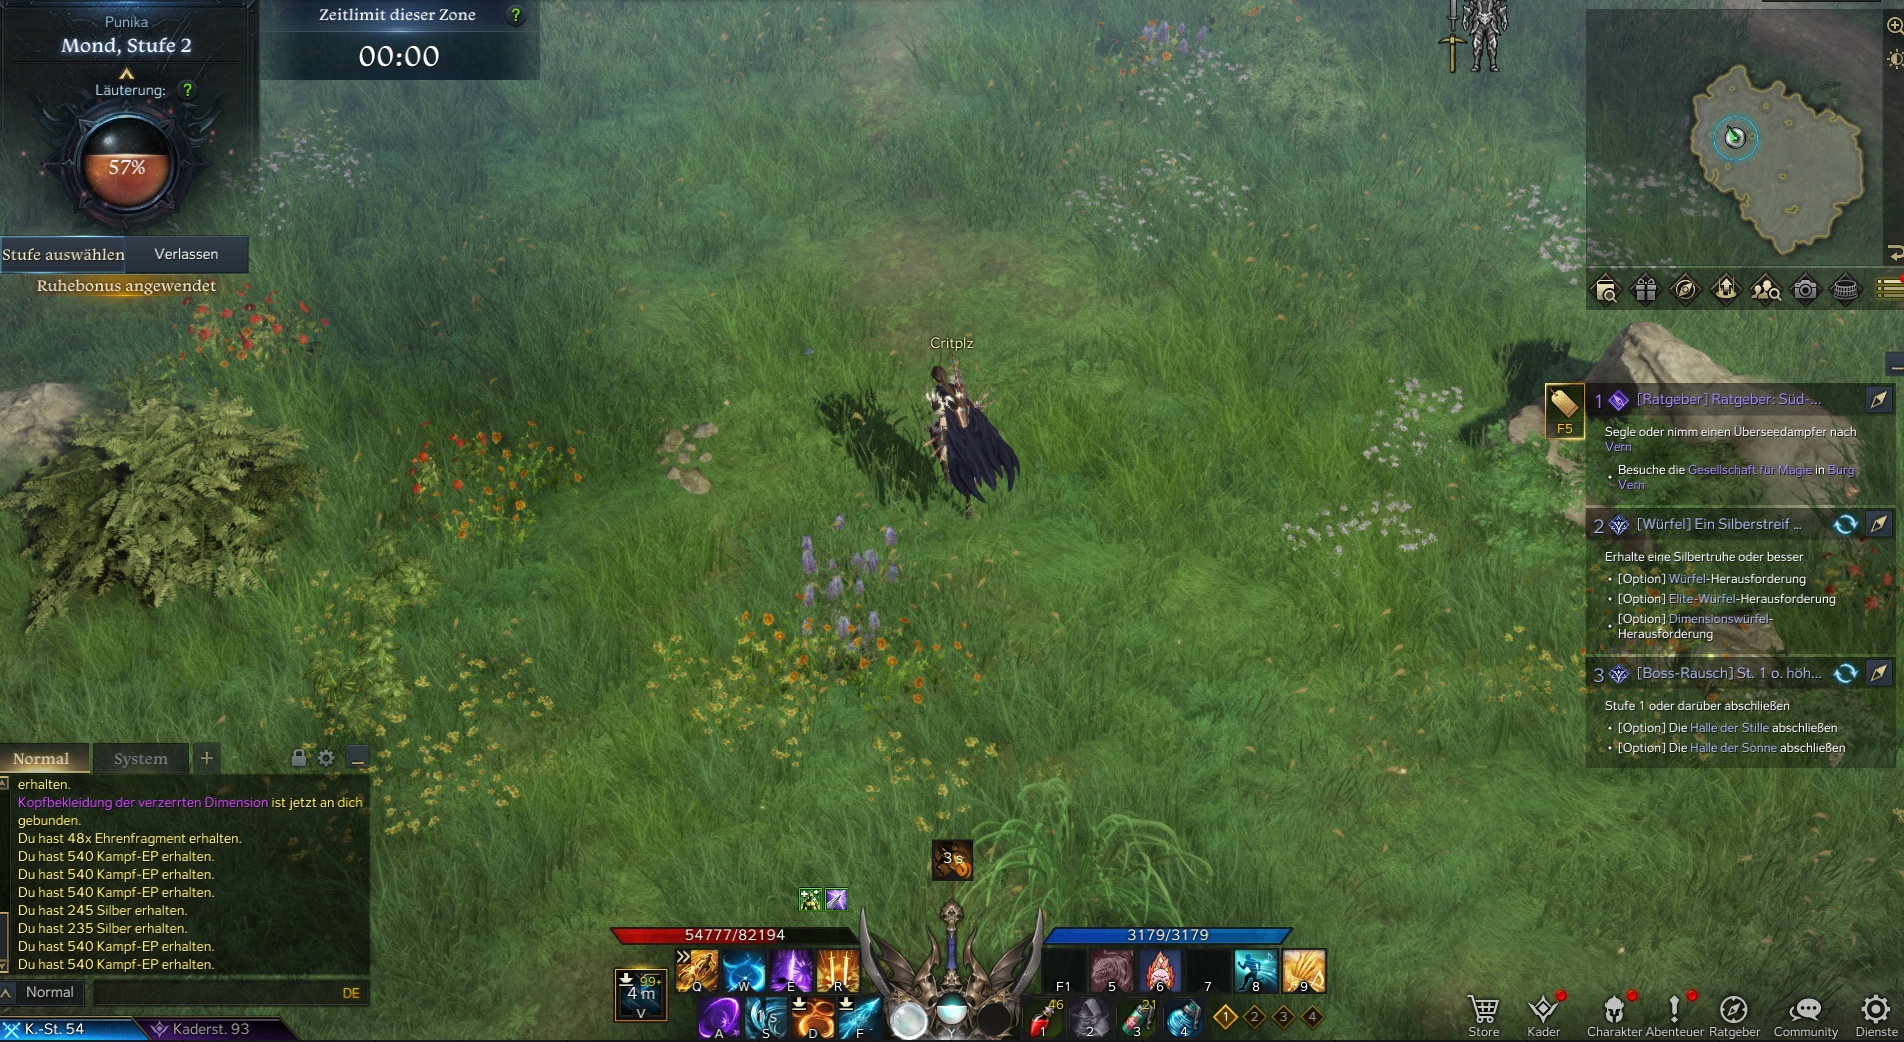 Punika
Mond, Stufe 2
Läuterung: ?
57%
Stufe auswählen
Verlassen
Ruhebonus angewendet
Zeitlimit dieser Zone ?
00:00
Critplz
F5
1 [Ratgeber] Ratgeber: Süd-...
Segle oder nimm einen Überseedampfer nach
Vern
• Besuche die Gesellschaft für Magie in Burg
Vern
2 [Würfel] Ein Silberstreif ...
Erhalte eine Silbertruhe oder besser
• [Option] Würfel-Herausforderung
• [Option] Elite-Würfel-Herausforderung
• [Option] Dimensionswürfel-
Herausforderung
3 [Boss-Rausch] St. 1 o. höh...
Stufe 1 oder darüber abschließen
• [Option] Die Halle der Stille abschließen
• [Option] Die Halle der Sonne abschließen
Normal
System
+
erhalten.
Kopfbekleidung der verzerrten Dimension ist jetzt an dich
gebunden.
Du hast 48x Ehrenfragment erhalten.
Du hast 540 Kampf-EP erhalten.
Du hast 540 Kampf-EP erhalten.
Du hast 540 Kampf-EP erhalten.
Du hast 245 Silber erhalten.
Du hast 235 Silber erhalten.
Du hast 540 Kampf-EP erhalten.
Du hast 540 Kampf-EP erhalten.
Normal
DE
K.-St. 54
Kaderst. 93
3 s
54777/82194
3179/3179
99+
4 m
V
Q W E R
A S D F
Y
F1 5 6 7 8 9
46
21
1 2 3 4
1 2 3 4
Store
Kader
Charakter
Abenteuer
Ratgeber
Community
Dienste